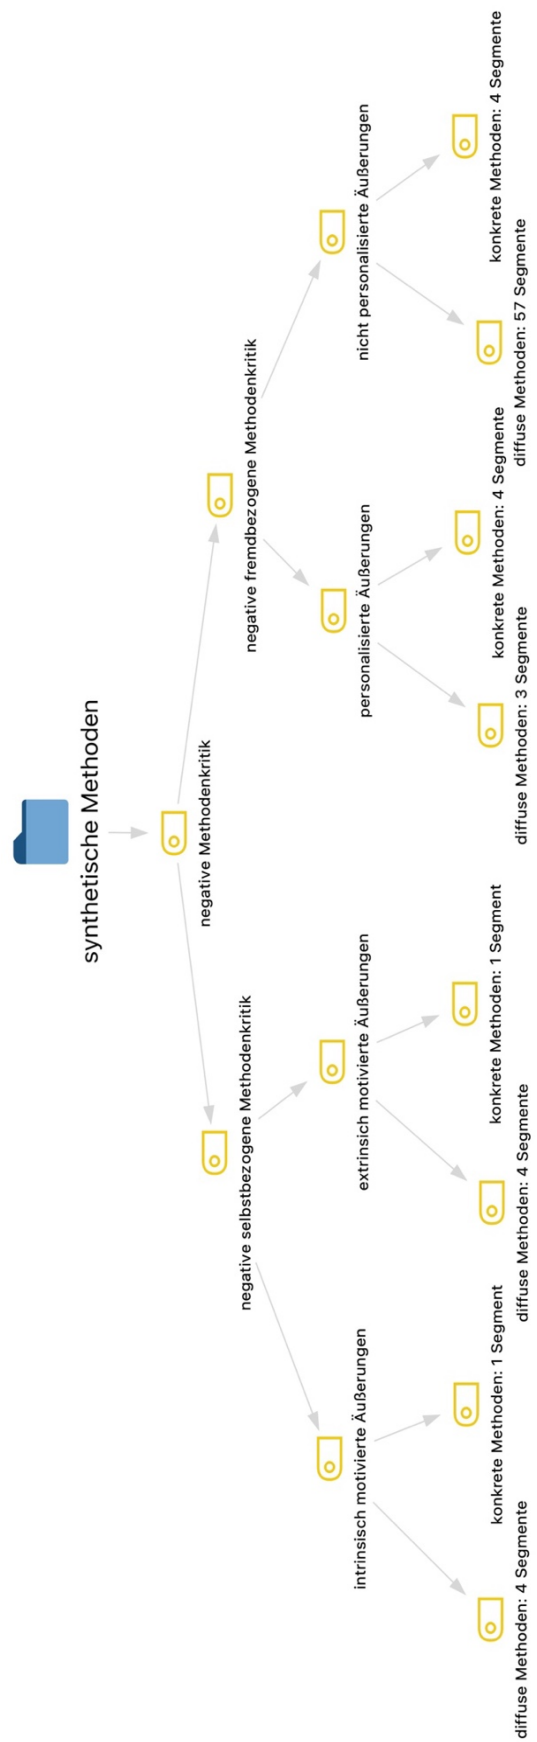 synthetische Methoden
negative Methodenkritik
negative selbstbezogene Methodenkritik
negative fremdbezogene Methodenkritik
intrinsisch motivierte Äußerungen
extrinsich motivierte Äußerungen
personalisierte Äußerungen
nicht personalisierte Äußerungen
diffuse Methoden: 4 Segmente
konkrete Methoden: 1 Segment
diffuse Methoden: 4 Segmente
konkrete Methoden: 1 Segment
diffuse Methoden: 3 Segmente
konkrete Methoden: 4 Segmente
diffuse Methoden: 57 Segmente
konkrete Methoden: 4 Segmente